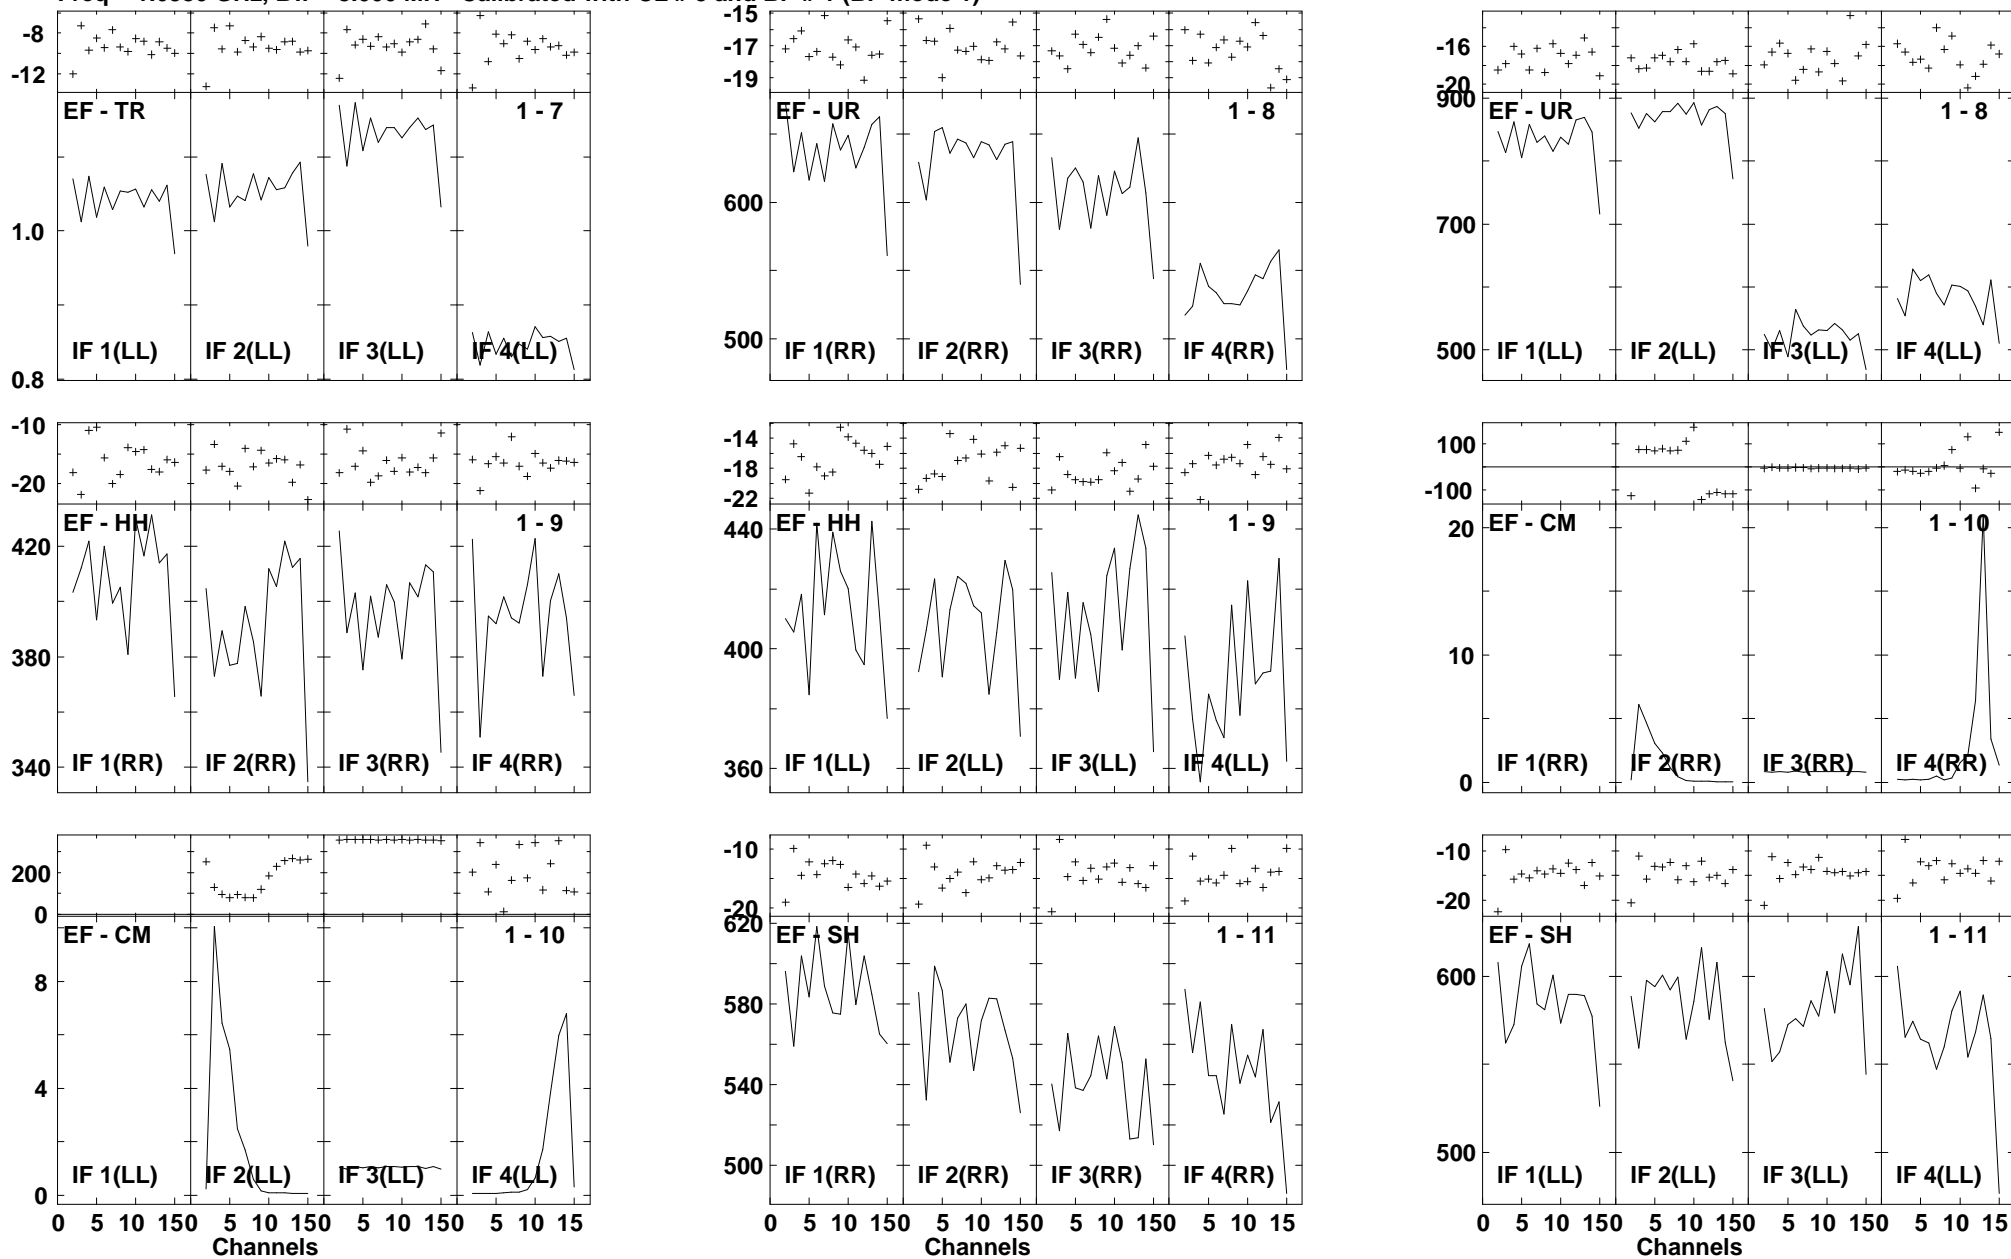 -8
-12
EF - TR
1 - 7
1.0
0.8
IF 1(LL)
IF 2(LL)
IF 3(LL)
IF 4(LL)
-15
-17
-19
EF - UR
1 - 8
600
500
IF 1(RR)
IF 2(RR)
IF 3(RR)
IF 4(RR)
-16
-20
900
EF - UR
1 - 8
700
500
IF 1(LL)
IF 2(LL)
IF 3(LL)
IF 4(LL)
-10
-20
EF - HH
1 - 9
420
380
340
IF 1(RR)
IF 2(RR)
IF 3(RR)
IF 4(RR)
-14
-18
-22
EF - HH
1 - 9
440
400
360
IF 1(LL)
IF 2(LL)
IF 3(LL)
IF 4(LL)
100
-100
EF - CM
1 - 10
20
10
0
IF 1(RR)
IF 2(RR)
IF 3(RR)
IF 4(RR)
200
0
EF - CM
1 - 10
8
4
0
IF 1(LL)
IF 2(LL)
IF 3(LL)
IF 4(LL)
0 5 10 150 5 10 150 5 10 150 5 10 15
Channels
-10
-20
620
EF - SH
1 - 11
580
540
500
IF 1(RR)
IF 2(RR)
IF 3(RR)
IF 4(RR)
0 5 10 150 5 10 150 5 10 150 5 10 15
Channels
-10
-20
EF - SH
1 - 11
600
500
IF 1(LL)
IF 2(LL)
IF 3(LL)
IF 4(LL)
0 5 10 150 5 10 150 5 10 150 5 10 15
Channels